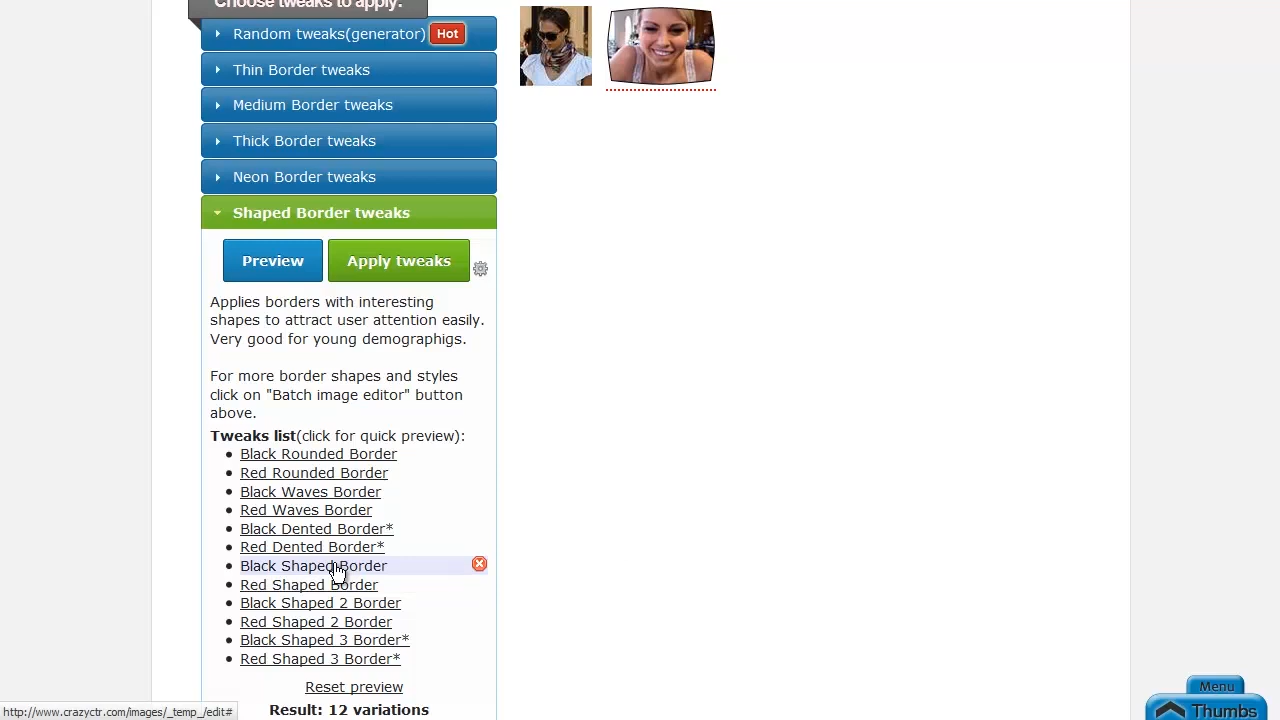 Choose tweaks to apply:
Random tweaks(generator) Hot
Thin Border tweaks
Medium Border tweaks
Thick Border tweaks
Neon Border tweaks
Shaped Border tweaks
Preview Apply tweaks
Applies borders with interesting
shapes to attract user attention easily.
Very good for young demographigs.
For more border shapes and styles
click on "Batch image editor" button
above.
Tweaks list(click for quick preview):
Black Rounded Border
Red Rounded Border
Black Waves Border
Red Waves Border
Black Dented Border*
Red Dented Border*
Black Shaped Border
Red Shaped Border
Black Shaped 2 Border
Red Shaped 2 Border
Black Shaped 3 Border*
Red Shaped 3 Border*
Reset preview
Result: 12 variations
http://www.crazyctr.com/images/_temp_/edit#
Menu
Thumbs